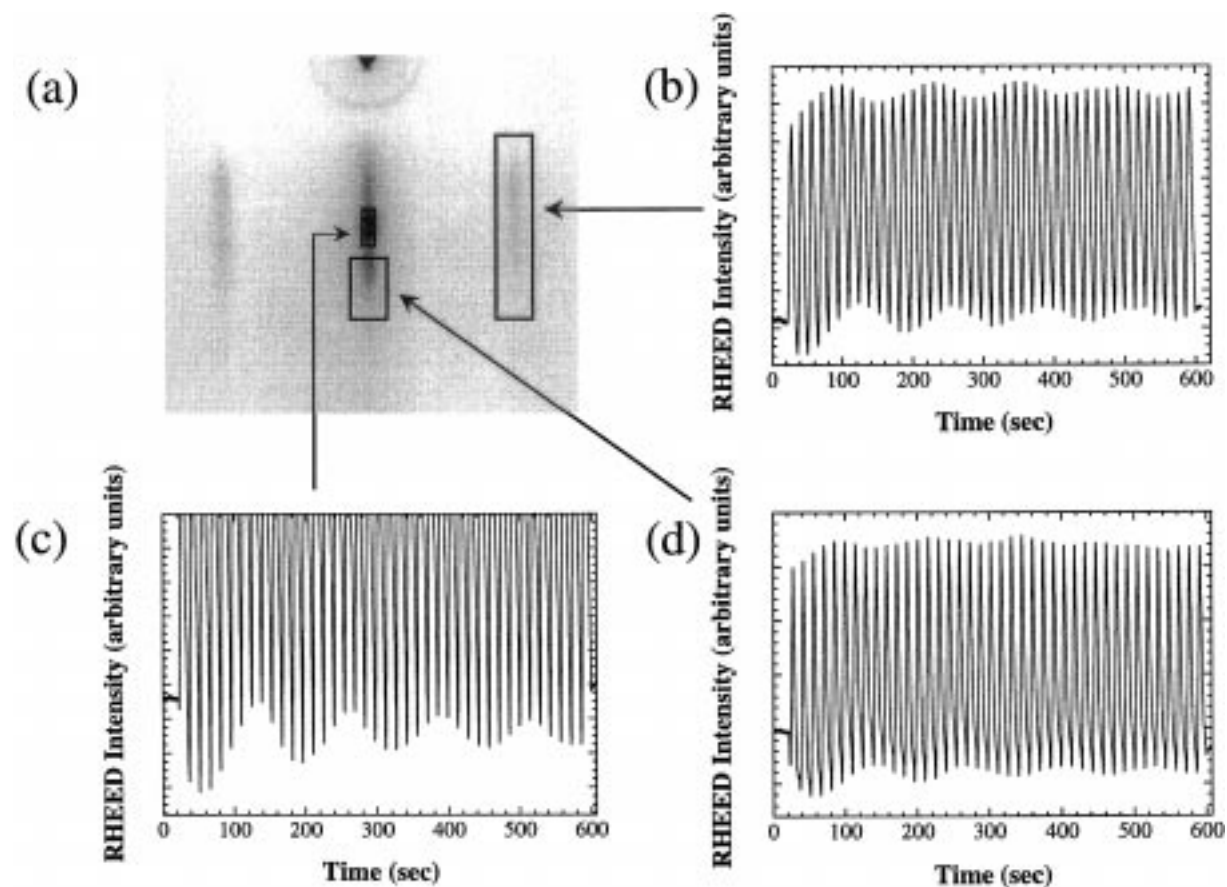 (a)
(b)
RHEED Intensity (arbitrary units)
0 100 200 300 400 500 600
Time (sec)
(c)
RHEED Intensity (arbitrary units)
0 100 200 300 400 500 600
Time (sec)
(d)
RHEED Intensity (arbitrary units)
0 100 200 300 400 500 600
Time (sec)